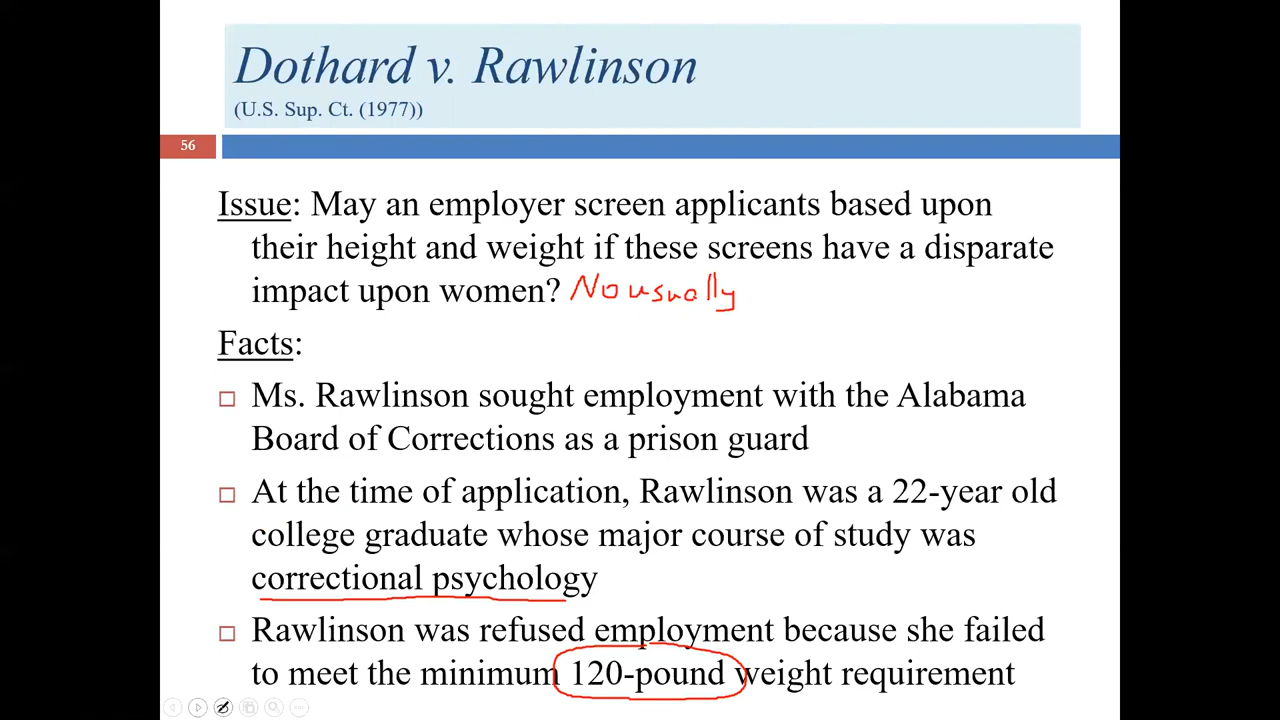 Dothard v. Rawlinson
(U.S. Sup. Ct. (1977))
56
Issue: May an employer screen applicants based upon
their height and weight if these screens have a disparate
impact upon women? No usually
Facts:
Ms. Rawlinson sought employment with the Alabama
Board of Corrections as a prison guard
At the time of application, Rawlinson was a 22-year old
college graduate whose major course of study was
correctional psychology
Rawlinson was refused employment because she failed
to meet the minimum 120-pound weight requirement